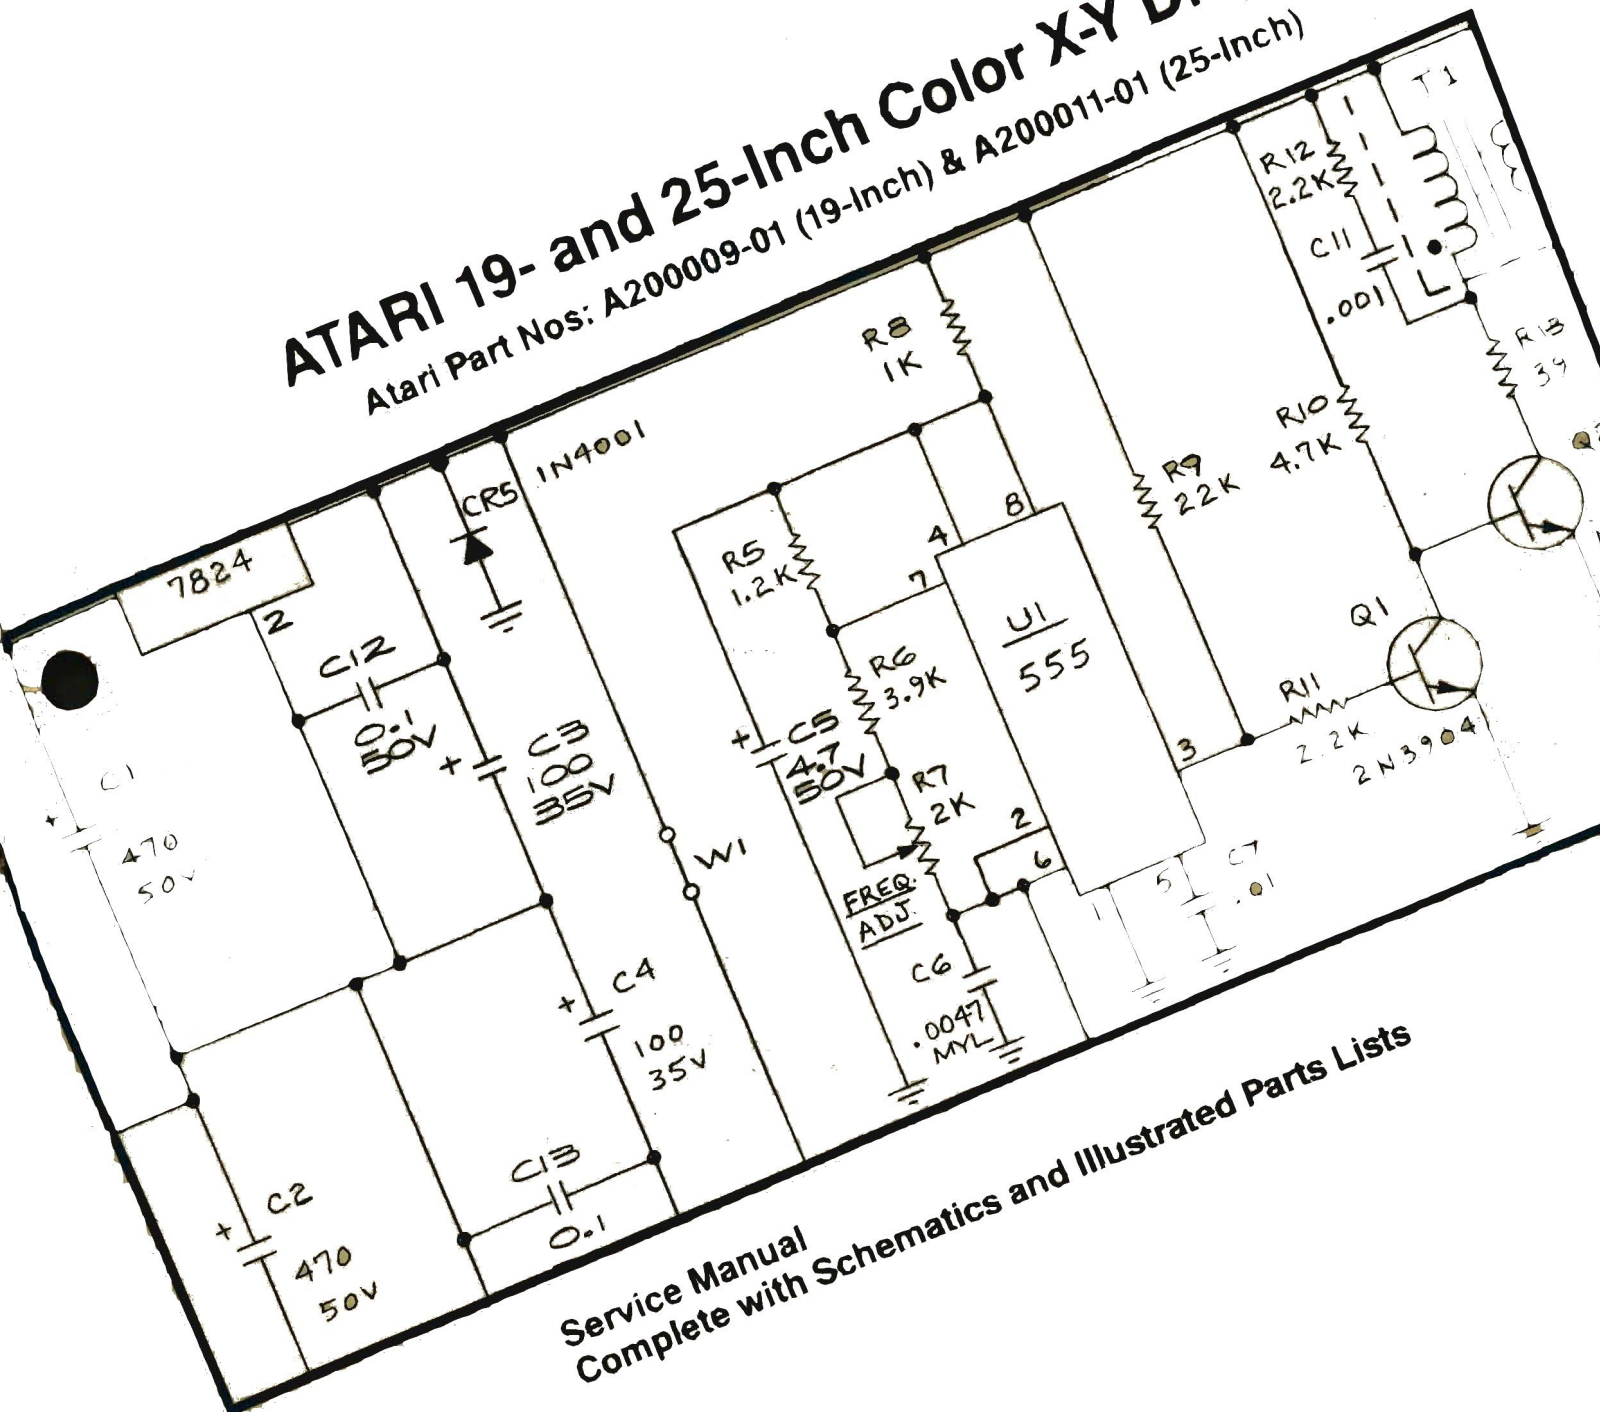 ATARI 19- and 25-Inch Color X-Y
Atari Part Nos: A200009-01 (19-Inch) & A200011-01 (25-Inch)
T1
R12
2.2K
C11
.001
R13
39
R8
1K
R10
4.7K
R9
22K
1N4001
CR5
7824
2
C12
0.1
50V
+
C3
100
35V
C1
+
470
50V
W1
R5
1.2K
4
8
7
U1
555
R6
3.9K
+
C5
4.7
50V
R7
2K
FREQ.
ADJ.
2
6
3
R11
2.2K
Q1
2N3904
1
5
C7
.01
C6
.0047
MYL
+
C4
100
35V
C13
0.1
+
C2
470
50V
Service Manual
Complete with Schematics and Illustrated Parts Lists